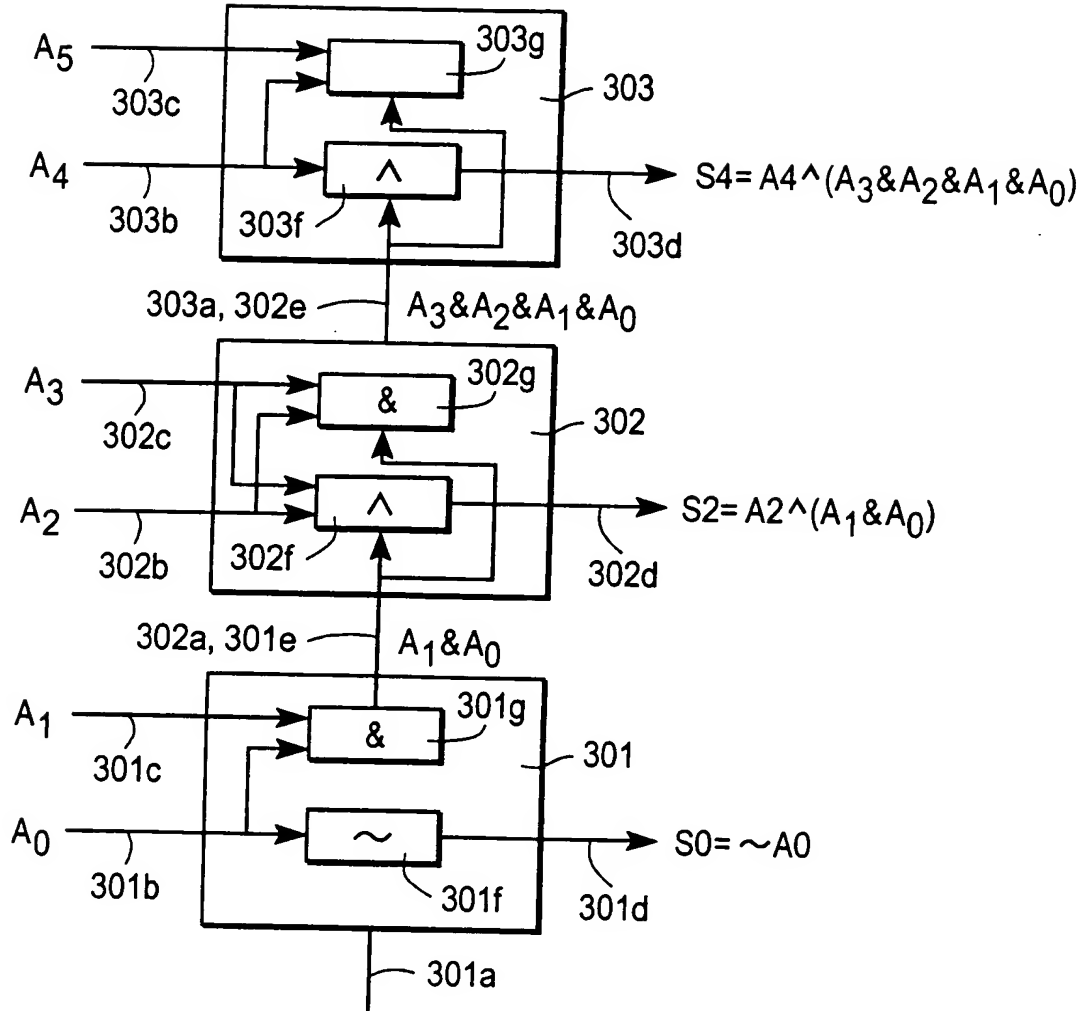 A5
303c
303g
303
A4
303b
303f
^
303d
S4=A4^(A3&A2&A1&A0)
303a, 302e
A3&A2&A1&A0
A3
302c
&
302g
302
A2
302b
302f
^
302d
S2=A2^(A1&A0)
302a, 301e
A1&A0
A1
301c
&
301g
301
A0
301b
~
301f
301d
S0=~A0
301a